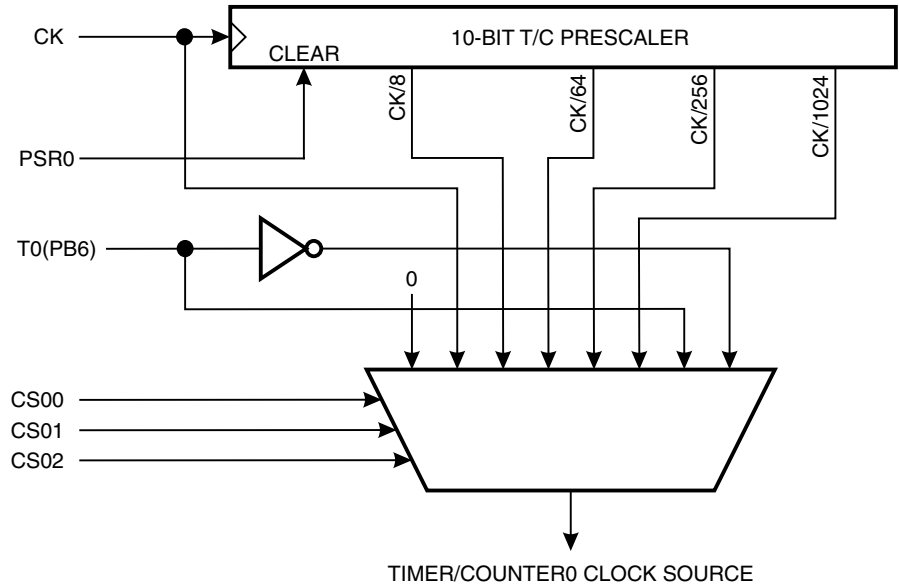 CK
10-BIT T/C PRESCALER
CLEAR
CK/8
CK/64
CK/256
CK/1024
PSR0
T0(PB6)
0
CS00
CS01
CS02
TIMER/COUNTER0 CLOCK SOURCE